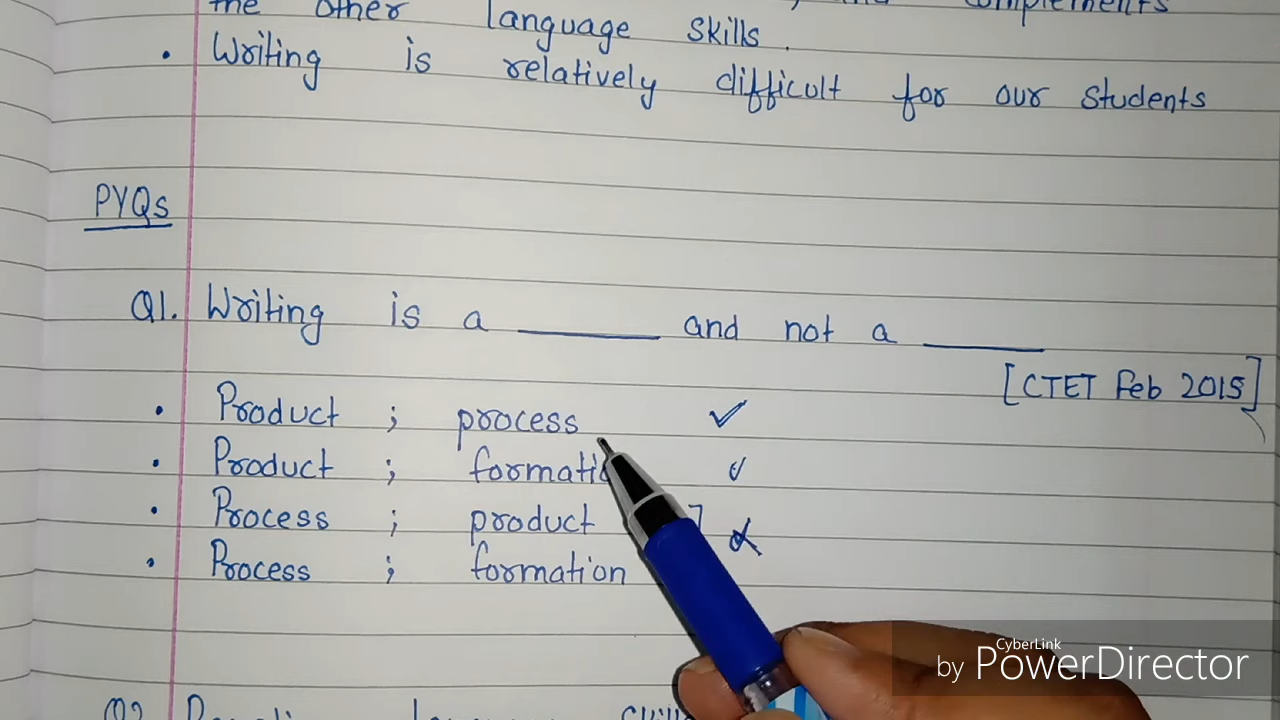 the other language skills.
• Writing is relatively difficult for our students
PYQs
Q1. Writing is a ______ and not a ______
[CTET Feb 2015]
• Product ; process ✓
• Product ; ✓
• Process ; product
• Process ; formation
CyberLink
by PowerDirector